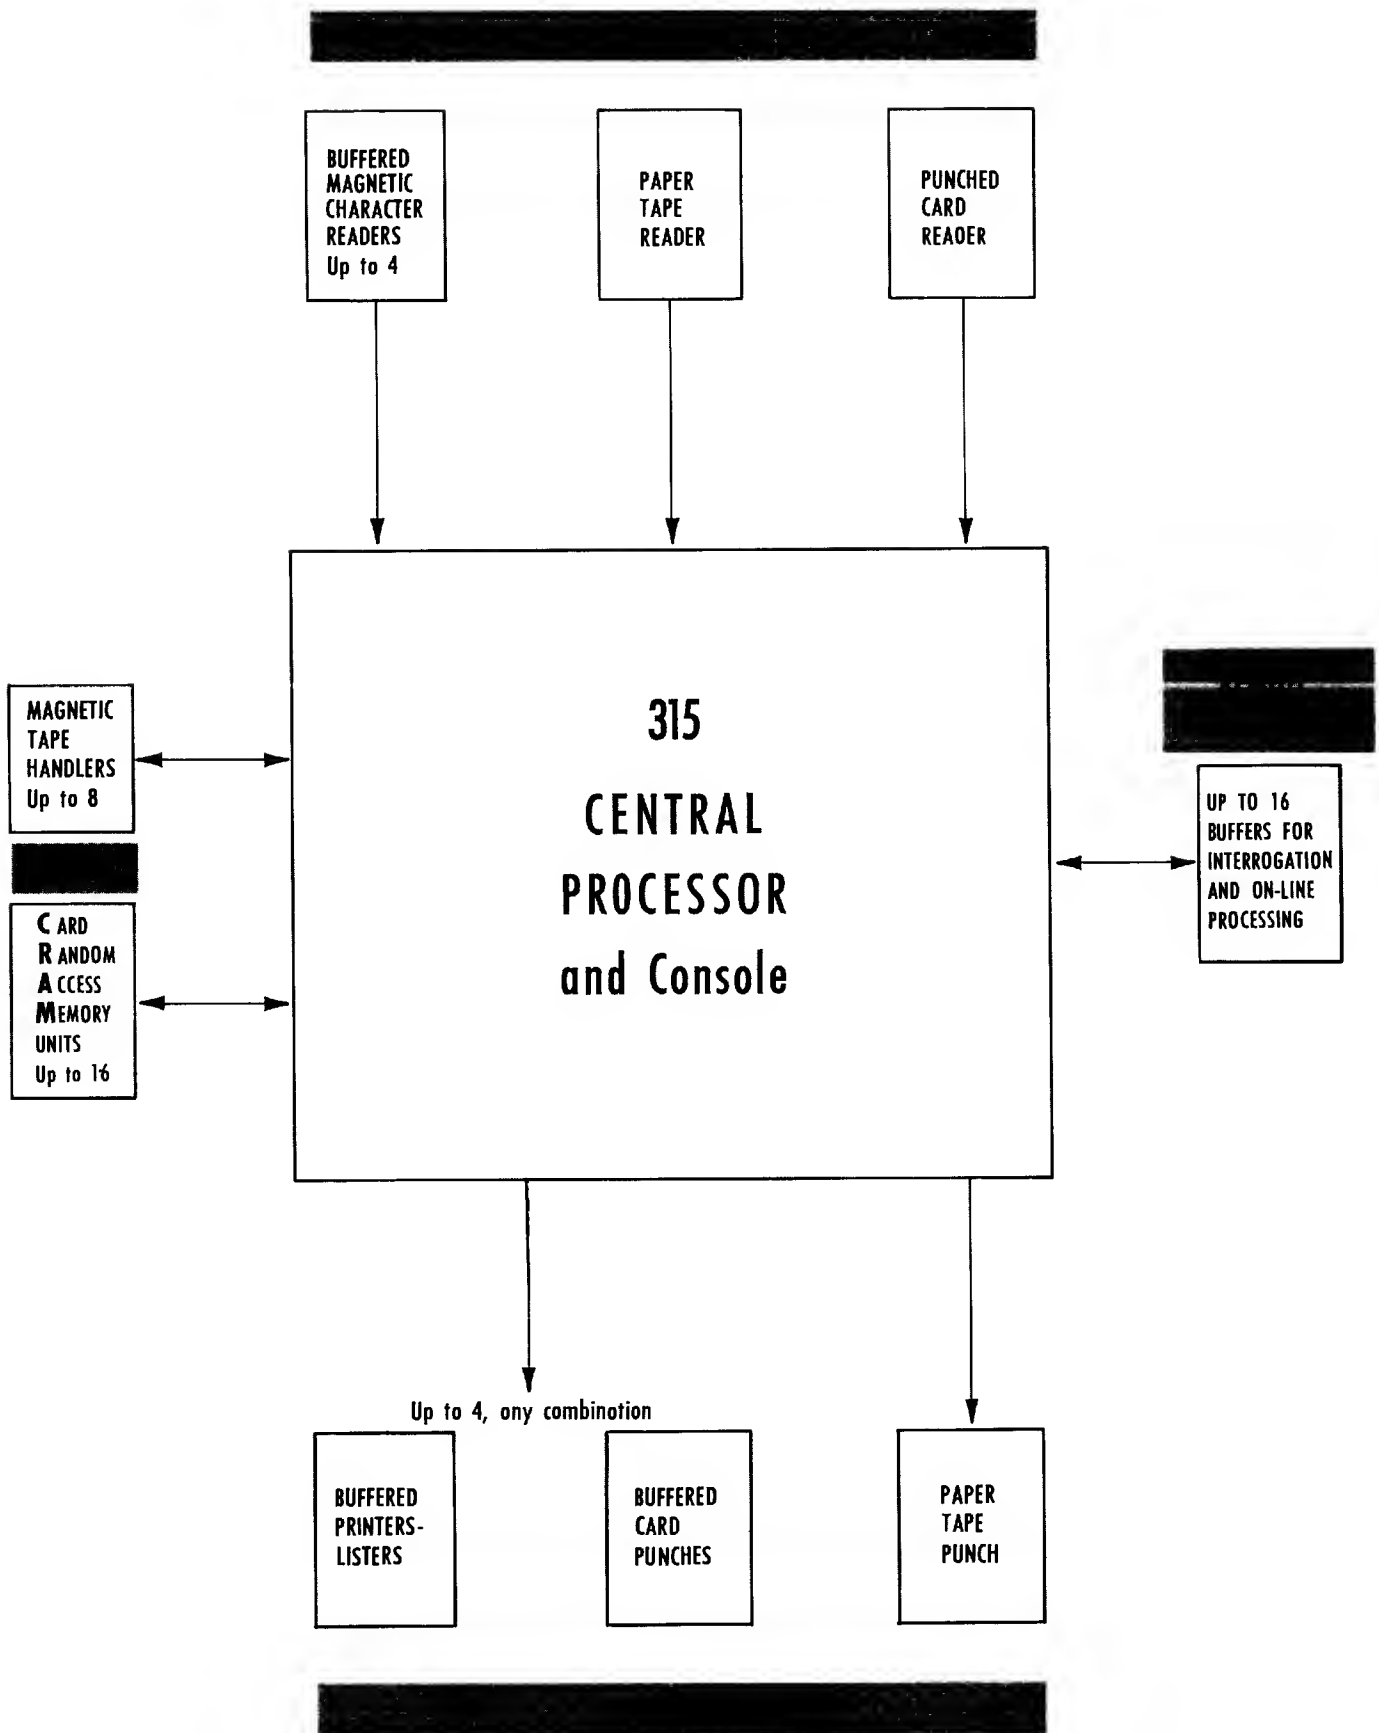 BUFFERED
MAGNETIC
CHARACTER
READERS
Up to 4
PAPER
TAPE
READER
PUNCHED
CARD
REAOER
MAGNETIC
TAPE
HANDLERS
Up to 8
CARD
RANDOM
ACCESS
MEMORY
UNITS
Up to 16
315
CENTRAL
PROCESSOR
and Console
UP TO 16
BUFFERS FOR
INTERROGATION
AND ON-LINE
PROCESSING
Up to 4, any combination
BUFFERED
PRINTERS-
LISTERS
BUFFERED
CARD
PUNCHES
PAPER
TAPE
PUNCH